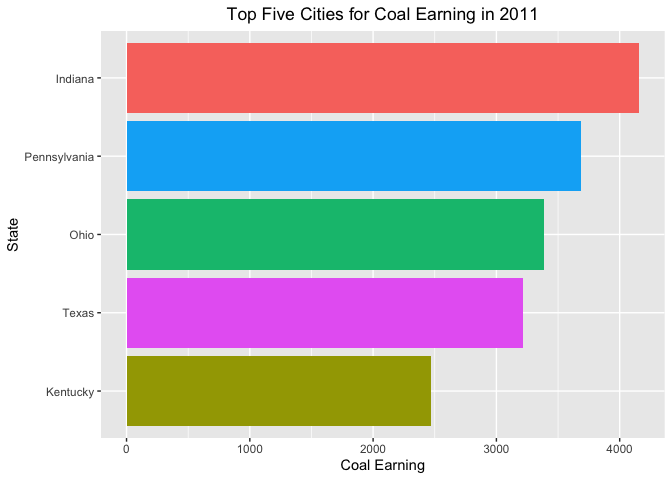 Top Five Cities for Coal Earning in 2011
State
Indiana
Pennsylvania
Ohio
Texas
Kentucky
0 1000 2000 3000 4000
Coal Earning